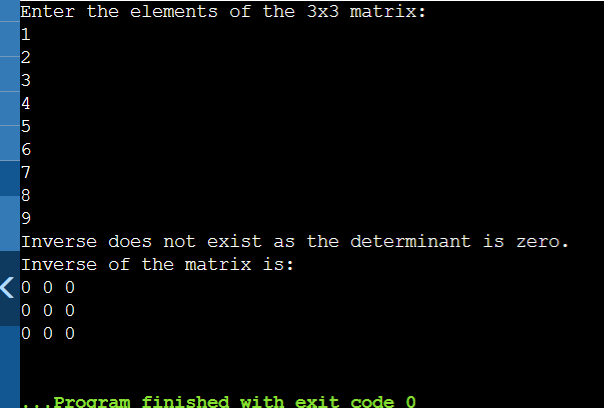 Enter the elements of the 3x3 matrix:
1
2
3
4
5
6
7
8
9
Inverse does not exist as the determinant is zero.
Inverse of the matrix is:
0 0 0
0 0 0
0 0 0
...Program finished with exit code 0